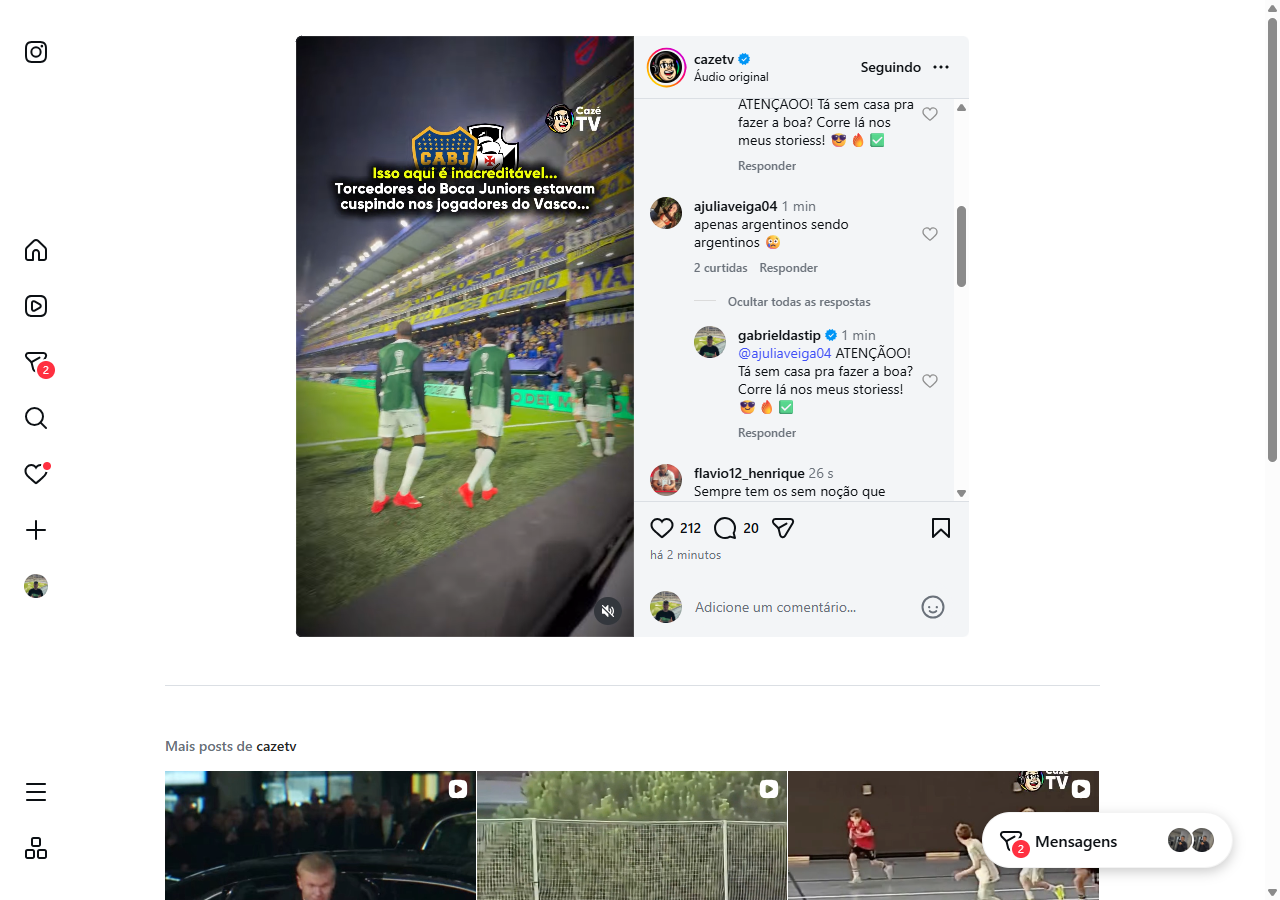 Cazé
TV
CABJ
Isso aqui é inacreditável...
Torcedores do Boca Juniors estavam
cuspindo nos jogadores do Vasco...
cazetv
Áudio original
Seguindo
ATENÇÃOO! Tá sem casa pra
fazer a boa? Corre lá nos
meus storiess! 😎 🔥 ✅
Responder
ajuliaveiga04 1 min
apenas argentinos sendo
argentinos 😳
2 curtidas Responder
Ocultar todas as respostas
gabrieldastip 1 min
@ajuliaveiga04 ATENÇÃOO!
Tá sem casa pra fazer a boa?
Corre lá nos meus storiess!
😎 🔥 ✅
Responder
flavio12_henrique 26 s
Sempre tem os sem noção que
212 20
há 2 minutos
Adicione um comentário...
2
Mais posts de cazetv
TV
2 Mensagens